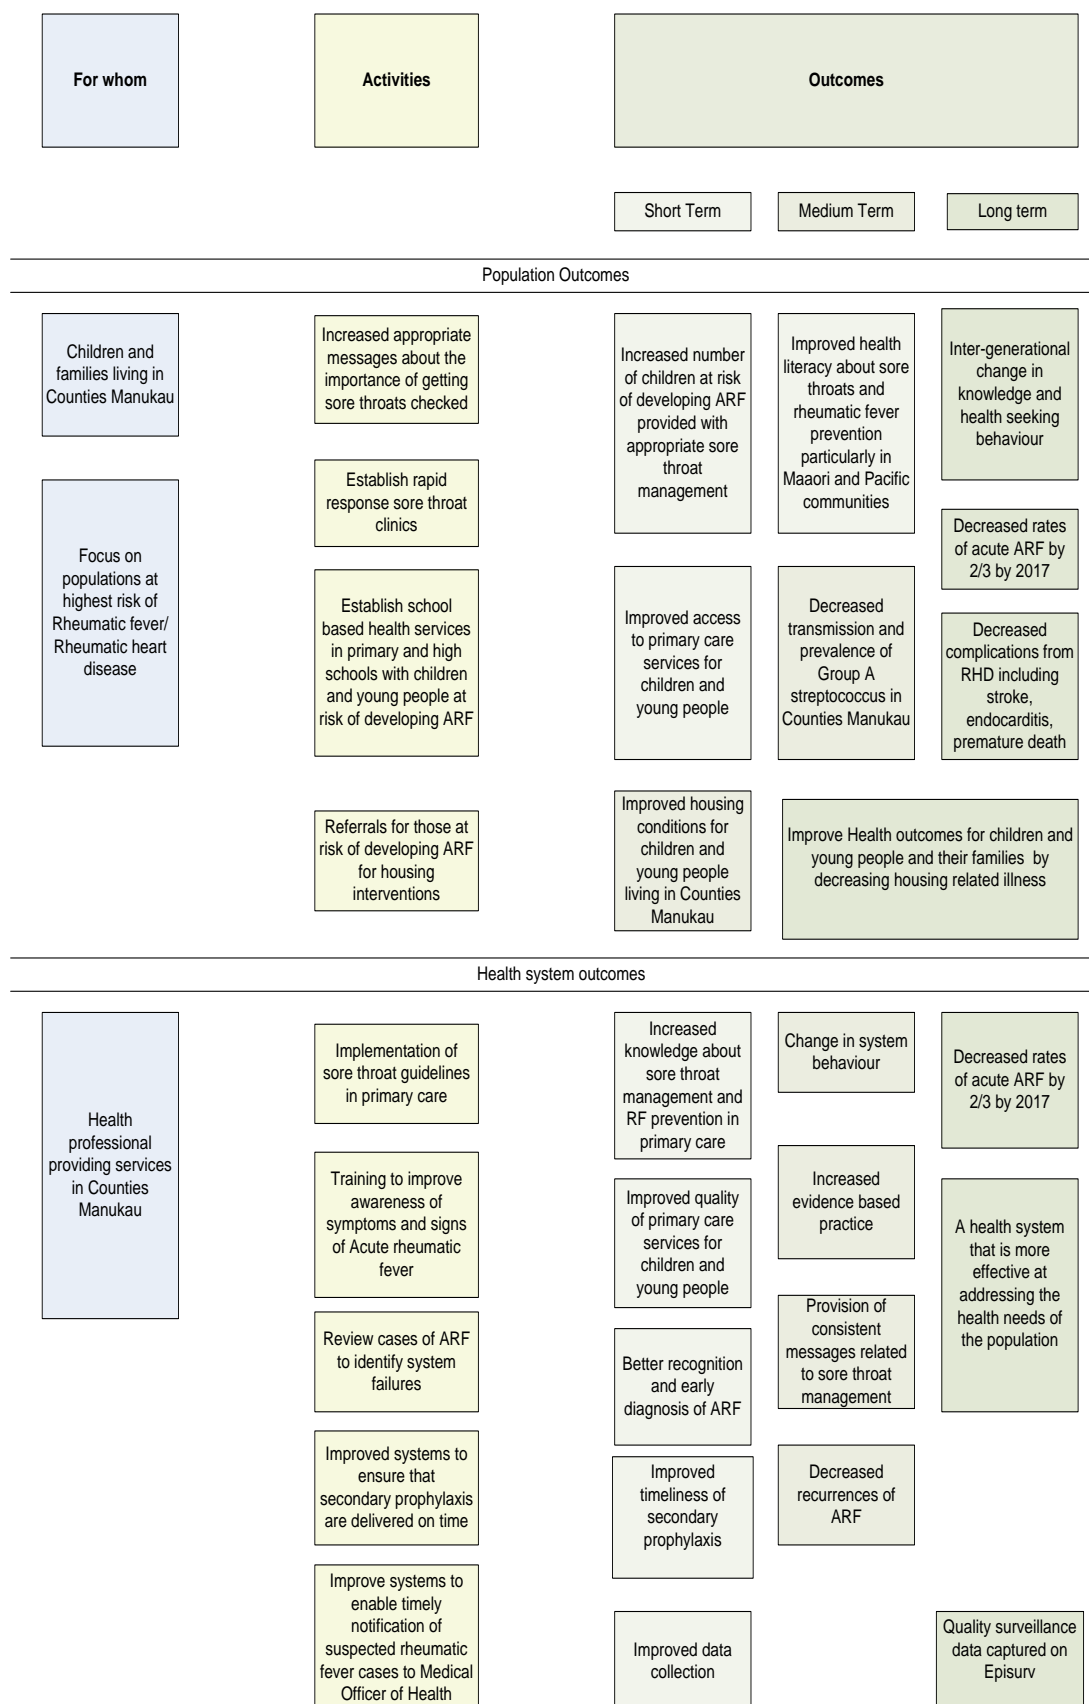 For whom
Activities
Outcomes
Short Term
Medium Term
Long term
Population Outcomes
Children and
families living in
Counties Manukau
Focus on
populations at
highest risk of
Rheumatic fever/
Rheumatic heart
disease
Increased appropriate
messages about the
importance of getting
sore throats checked
Establish rapid
response sore throat
clinics
Establish school
based health services
in primary and high
schools with children
and young people at
risk of developing ARF
Referrals for those at
risk of developing ARF
for housing
interventions
Increased number
of children at risk
of developing ARF
provided with
appropriate sore
throat
management
Improved access
to primary care
services for
children and
young people
Improved housing
conditions for
children and
young people
living in Counties
Manukau
Improved health
literacy about sore
throats and
rheumatic fever
prevention
particularly in
Maaori and Pacific
communities
Decreased
transmission and
prevalence of
Group A
streptococcus in
Counties Manukau
Inter-generational
change in
knowledge and
health seeking
behaviour
Decreased rates
of acute ARF by
2/3 by 2017
Decreased
complications from
RHD including
stroke,
endocarditis,
premature death
Improve Health outcomes for children and
young people and their families by
decreasing housing related illness
Health system outcomes
Health
professional
providing services
in Counties
Manukau
Implementation of
sore throat guidelines
in primary care
Training to improve
awareness of
symptoms and signs
of Acute rheumatic
fever
Review cases of ARF
to identify system
failures
Improved systems to
ensure that
secondary prophylaxis
are delivered on time
Improve systems to
enable timely
notification of
suspected rheumatic
fever cases to Medical
Officer of Health
Increased
knowledge about
sore throat
management and
RF prevention in
primary care
Improved quality
of primary care
services for
children and
young people
Better recognition
and early
diagnosis of ARF
Improved
timeliness of
secondary
prophylaxis
Improved data
collection
Change in system
behaviour
Increased
evidence based
practice
Provision of
consistent
messages related
to sore throat
management
Decreased
recurrences of
ARF
Decreased rates
of acute ARF by
2/3 by 2017
A health system
that is more
effective at
addressing the
health needs of
the population
Quality surveillance
data captured on
Episurv